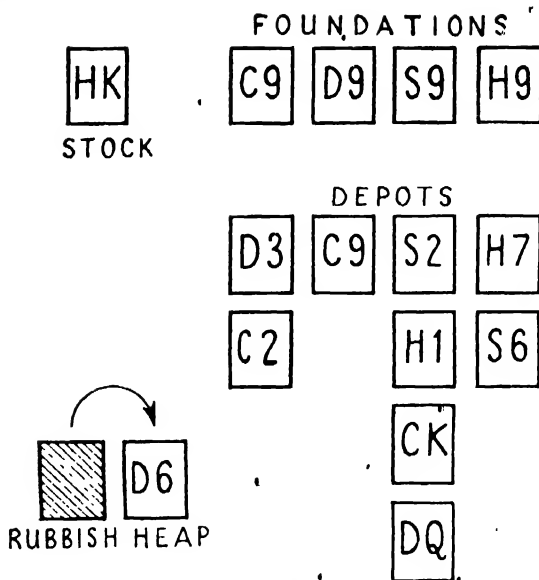 FOUNDATIONS
HK C9 D9 S9 H9
STOCK
DEPOTS
D3 C9 S2 H7
C2 H1 S6
CK
D6
RUBBISH HEAP
DQ